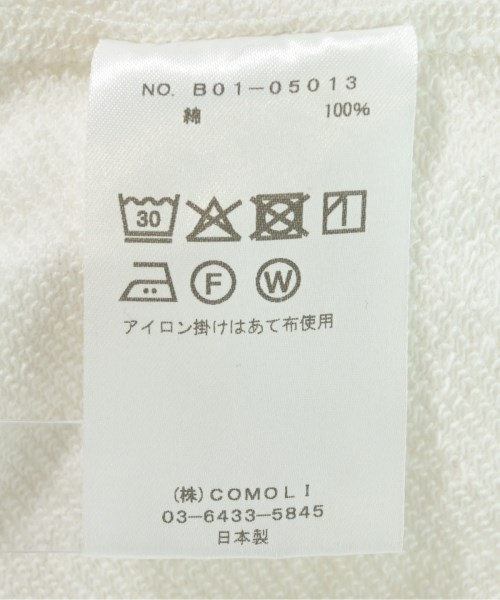 NO. B01-05013
綿 100%
30
F W
アイロン掛けはあて布使用
(株)COMOLI
03-6433-5845
日本製